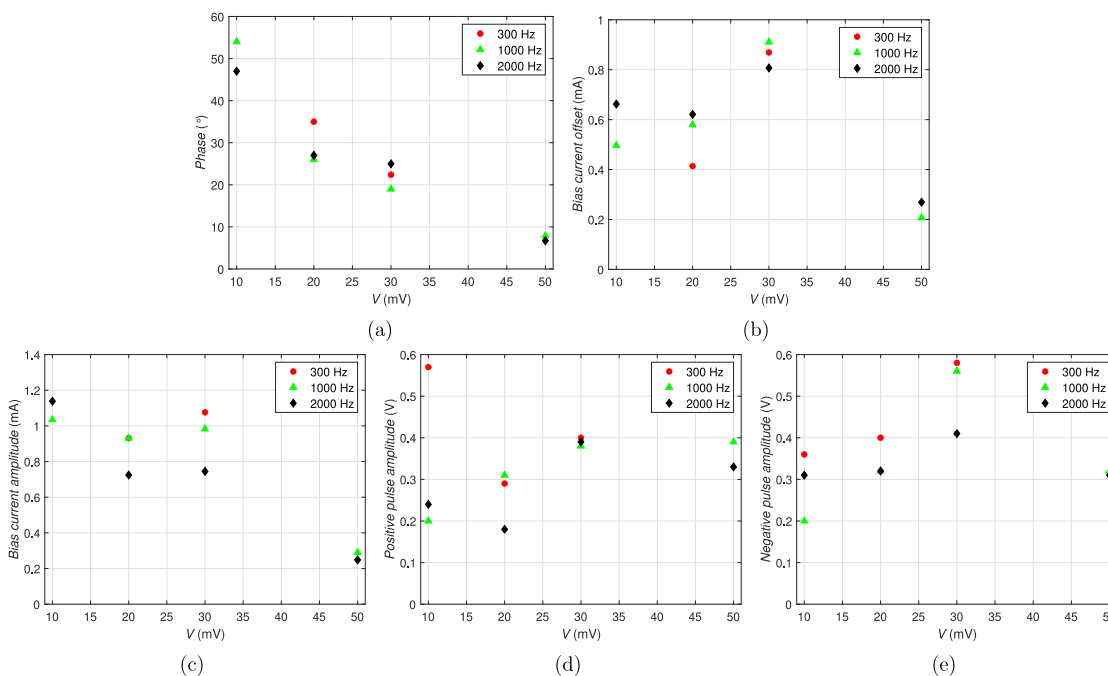 60
50
40
30
20
10
0
Phase (°)
10 15 20 25 30 35 40 45 50
V (mV)
300 Hz
1000 Hz
2000 Hz
(a)
1
0.8
0.6
0.4
0.2
0
Bias current offset (mA)
10 15 20 25 30 35 40 45 50
V (mV)
300 Hz
1000 Hz
2000 Hz
(b)
1.4
1.2
1
0.8
0.6
0.4
0.2
0
Bias current amplitude (mA)
10 15 20 25 30 35 40 45 50
V (mV)
300 Hz
1000 Hz
2000 Hz
(c)
0.6
0.5
0.4
0.3
0.2
0.1
0
Positive pulse amplitude (V)
10 15 20 25 30 35 40 45 50
V (mV)
300 Hz
1000 Hz
2000 Hz
(d)
0.6
0.5
0.4
0.3
0.2
0.1
0
Negative pulse amplitude (V)
10 15 20 25 30 35 40 45 50
V (mV)
300 Hz
1000 Hz
2000 Hz
(e)